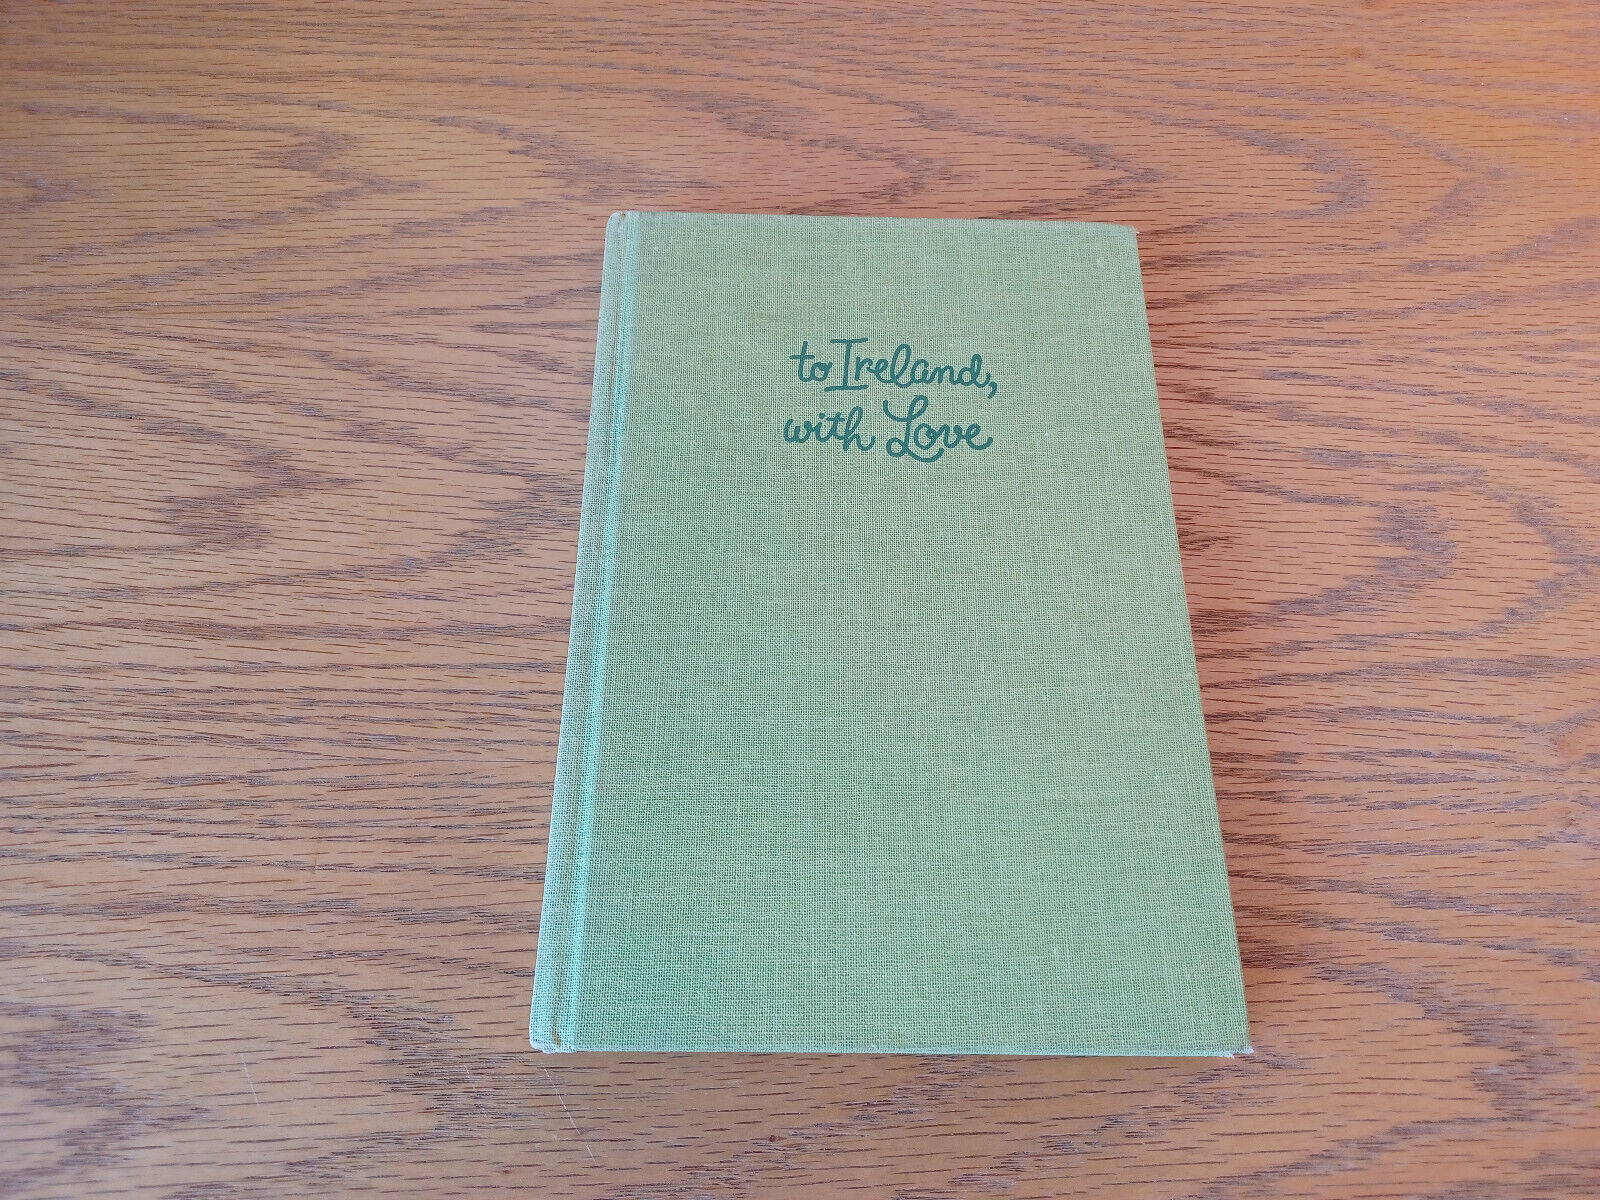 to Ireland,
with Love